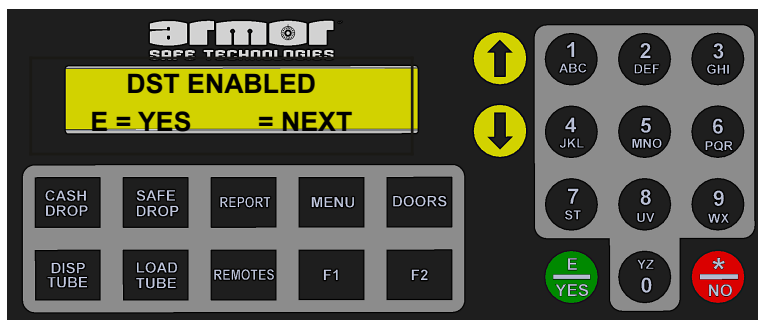 armor
SAFE TECHNOLOGIES
DST ENABLED
E = YES = NEXT
1
ABC
2
DEF
3
GHI
4
JKL
5
MNO
6
PQR
7
ST
8
UV
9
WX
E
YES
YZ
0
*
NO
CASH
DROP
SAFE
DROP
REPORT
MENU
DOORS
DISP
TUBE
LOAD
TUBE
REMOTES
F1
F2